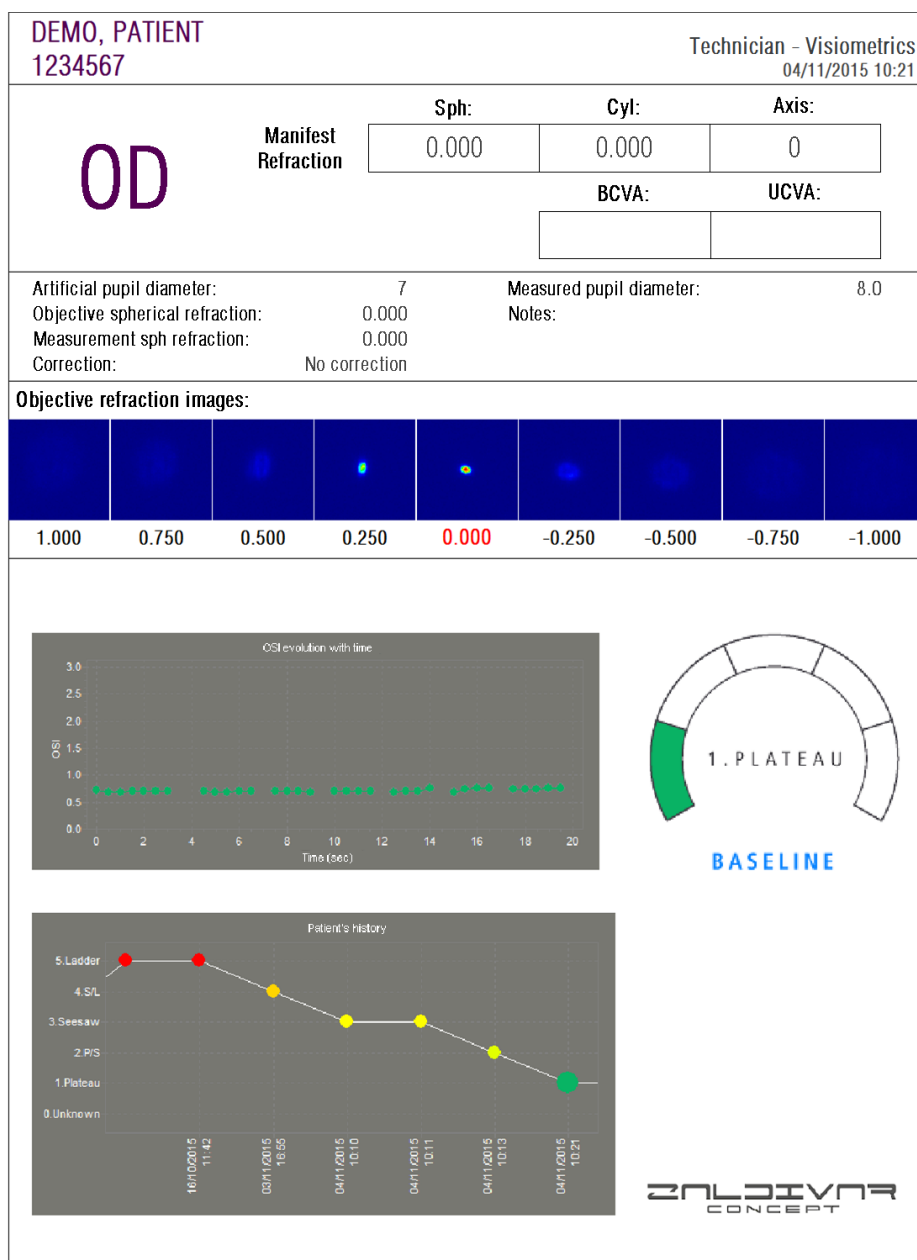 DEMO, PATIENT
1234567
Technician - Visiometrics
04/11/2015 10:21
OD
Manifest
Refraction
Sph: Cyl: Axis:
0.000 0.000 0
BCVA: UCVA:
Artificial pupil diameter: 7
Measured pupil diameter: 8.0
Objective spherical refraction: 0.000
Notes:
Measurement sph refraction: 0.000
Correction: No correction
Objective refraction images:
1.000 0.750 0.500 0.250 0.000 -0.250 -0.500 -0.750 -1.000
OSI evolution with time
3.0
2.5
2.0
1.5
1.0
0.5
0.0
OSI
0 2 4 6 8 10 12 14 16 18 20
Time (sec)
1.PLATEAU
BASELINE
Patient's history
5.Ladder
4.S/L
3.Seesaw
2.P/S
1.Plateau
0.Unknown
16/10/2015
11:42
03/11/2015
16:55
04/11/2015
10:10
04/11/2015
10:11
04/11/2015
10:13
04/11/2015
10:21
ZALDIVAR
CONCEPT